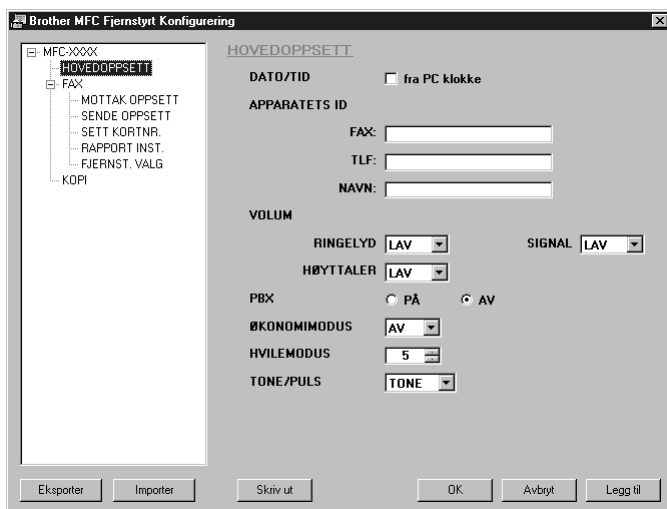 Brother MFC Fjernstyrt Konfigurering
MFC-XXXX
HOVEDOPPSETT
FAX
MOTTAK OPPSETT
SENDE OPPSETT
SETT KORTNR.
RAPPORT INST.
FJERNST. VALG
KOPI
HOVEDOPPSETT
DATO/TID fra PC klokke
APPARATETS ID
FAX:
TLF:
NAVN:
VOLUM
RINGELYD LAV SIGNAL LAV
HØYTTALER LAV
PBX PÅ AV
ØKONOMIMODUS AV
HVILEMODUS 5
TONE/PULS TONE
Eksporter Importer Skriv ut OK Avbryt Legg til